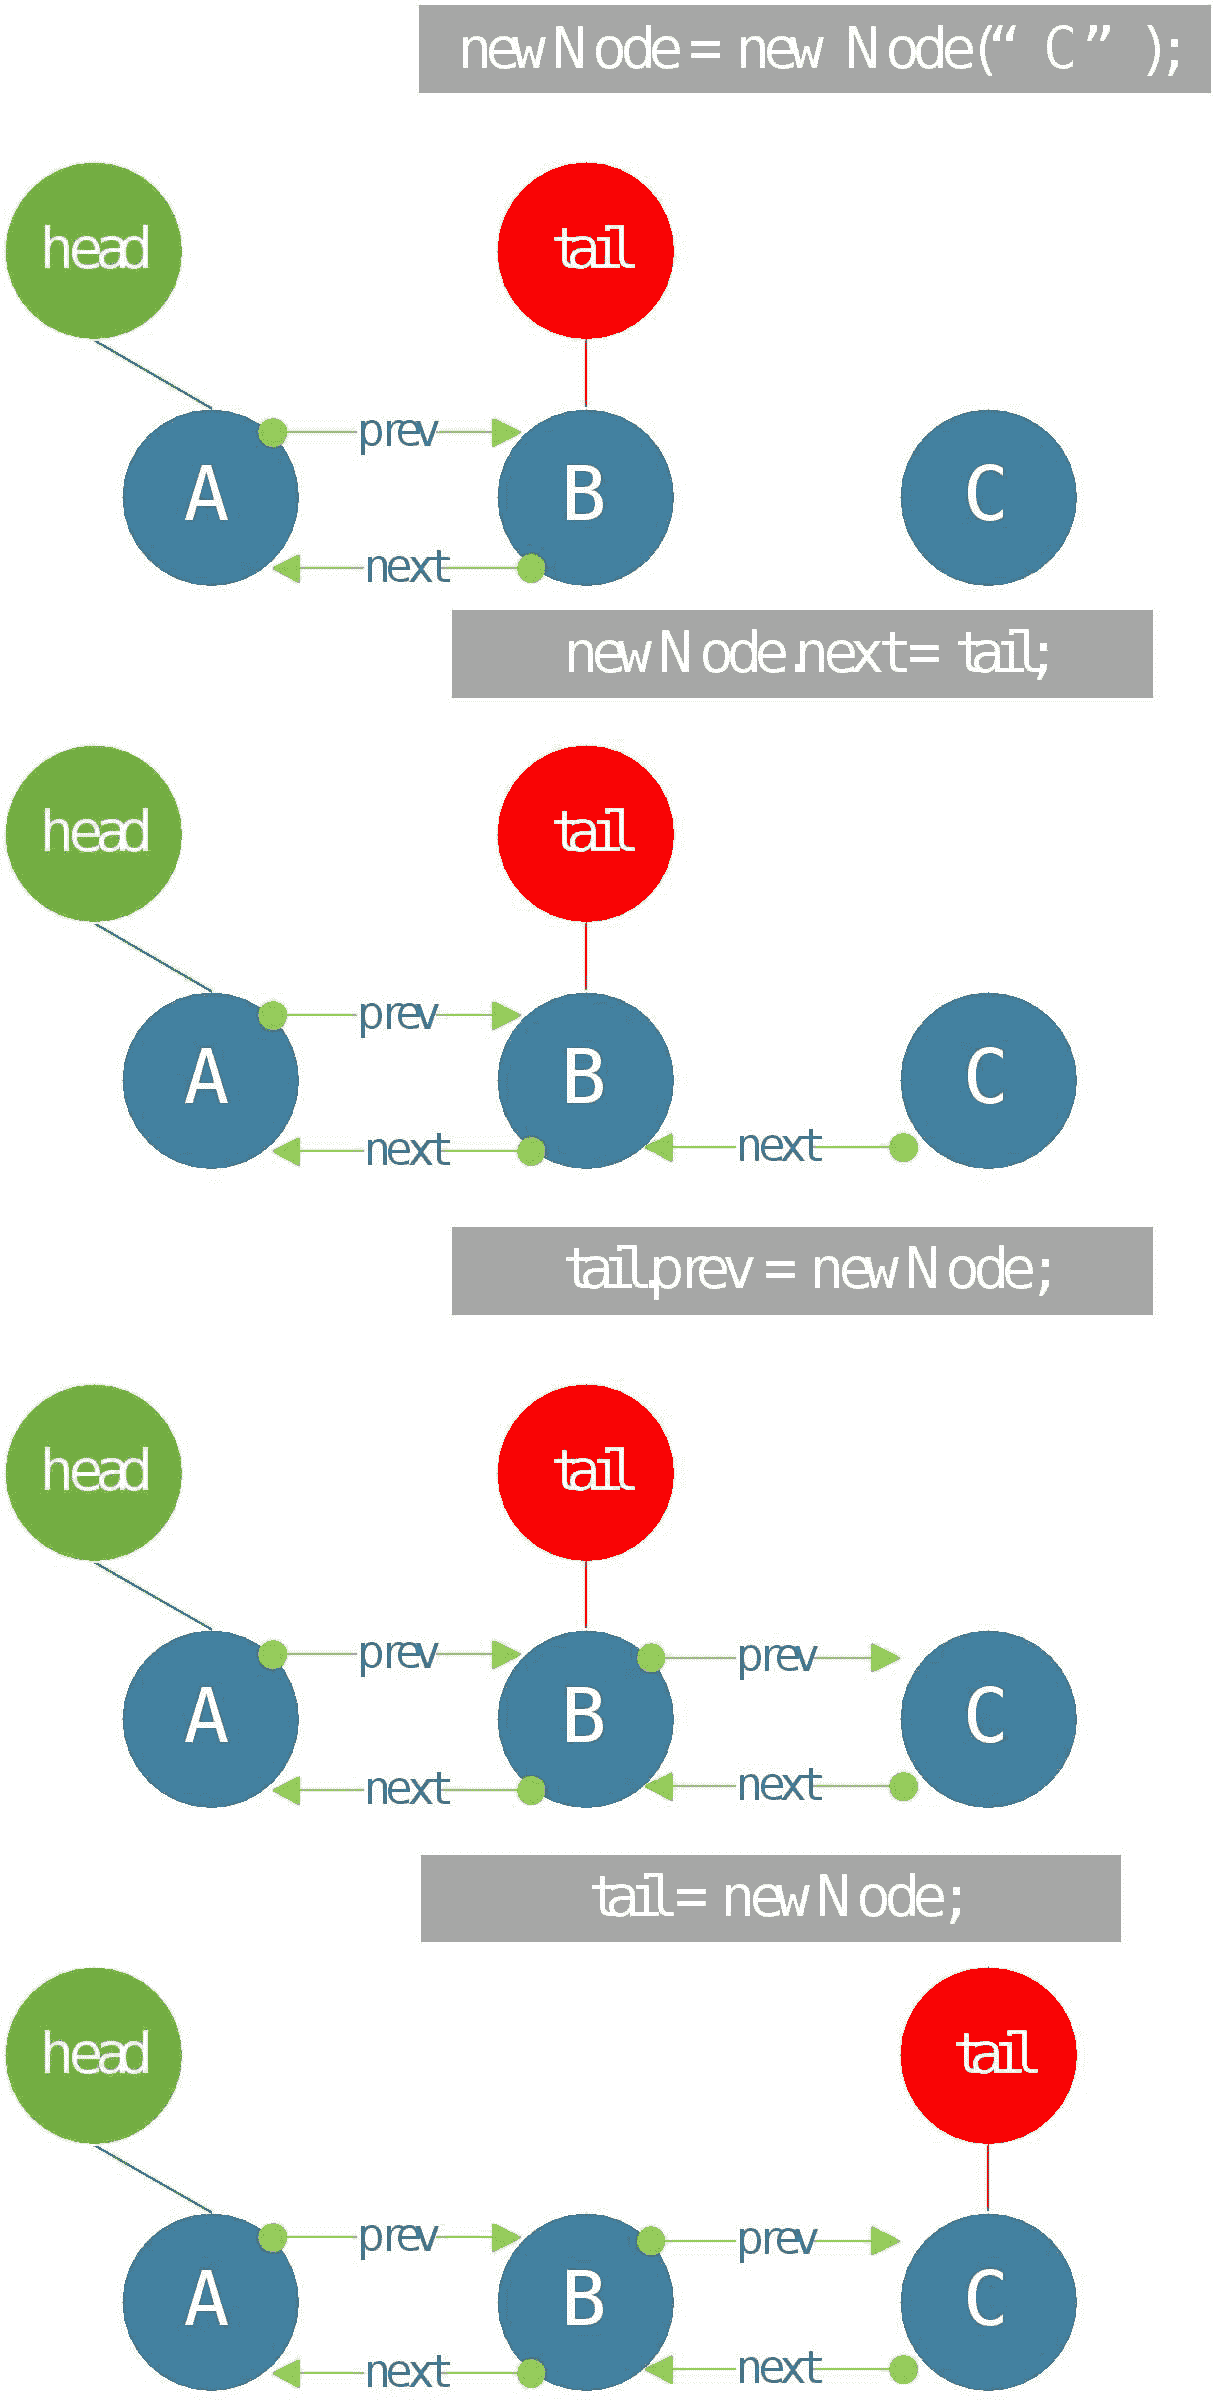 newNode = new Node(“ C” );
head tail
prev
A B C
next
newNode.next = tail;
head tail
prev
A B C
next next
tail.prev = newNode;
head tail
prev prev
A B C
next next
tail = newNode;
head tail
prev prev
A B C
next next